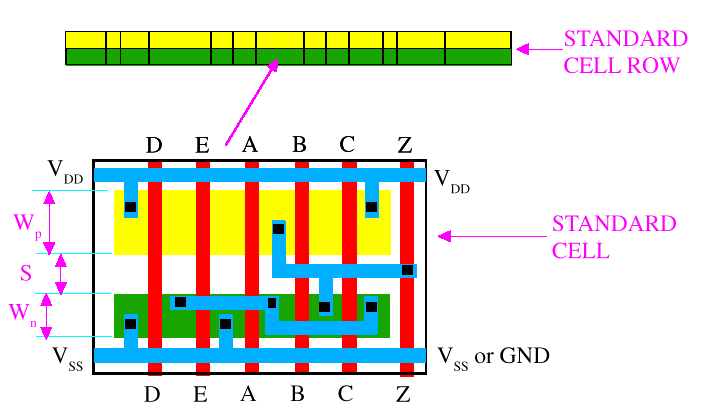 STANDARD
CELL ROW
D E A B C Z
VDD
VDD
Wp
STANDARD
CELL
S
Wn
VSS
VSS or GND
D E A B C Z